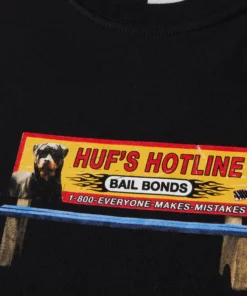 HUF'S HOTLINE
BAIL BONDS
1-800-EVERYONE-MAKES-MISTAKES